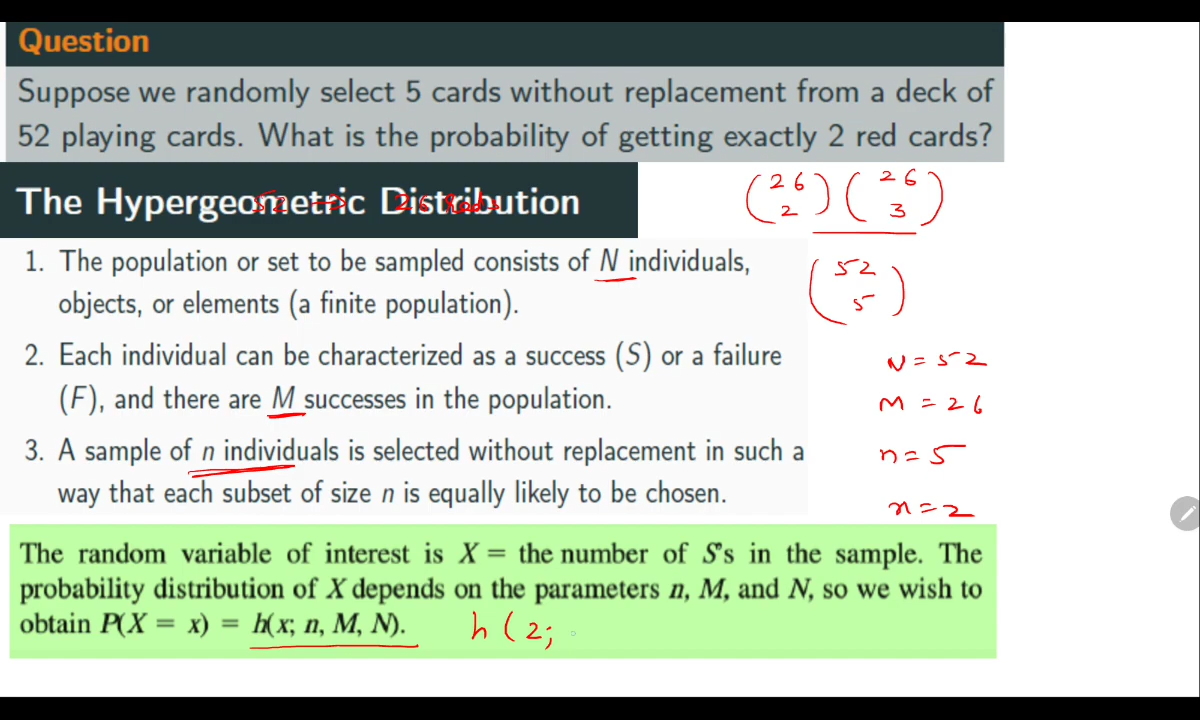 Question
Suppose we randomly select 5 cards without replacement from a deck of
52 playing cards. What is the probability of getting exactly 2 red cards?
The Hypergeometric Distribution
52 → 26 Reds
(26 2) (26 3)
(52 5)
1. The population or set to be sampled consists of N individuals,
objects, or elements (a finite population).
2. Each individual can be characterized as a success (S) or a failure
(F), and there are M successes in the population.
3. A sample of n individuals is selected without replacement in such a
way that each subset of size n is equally likely to be chosen.
N = 52
M = 26
n = 5
x = 2
The random variable of interest is X = the number of S's in the sample. The
probability distribution of X depends on the parameters n, M, and N, so we wish to
obtain P(X = x) = h(x; n, M, N). h ( 2;